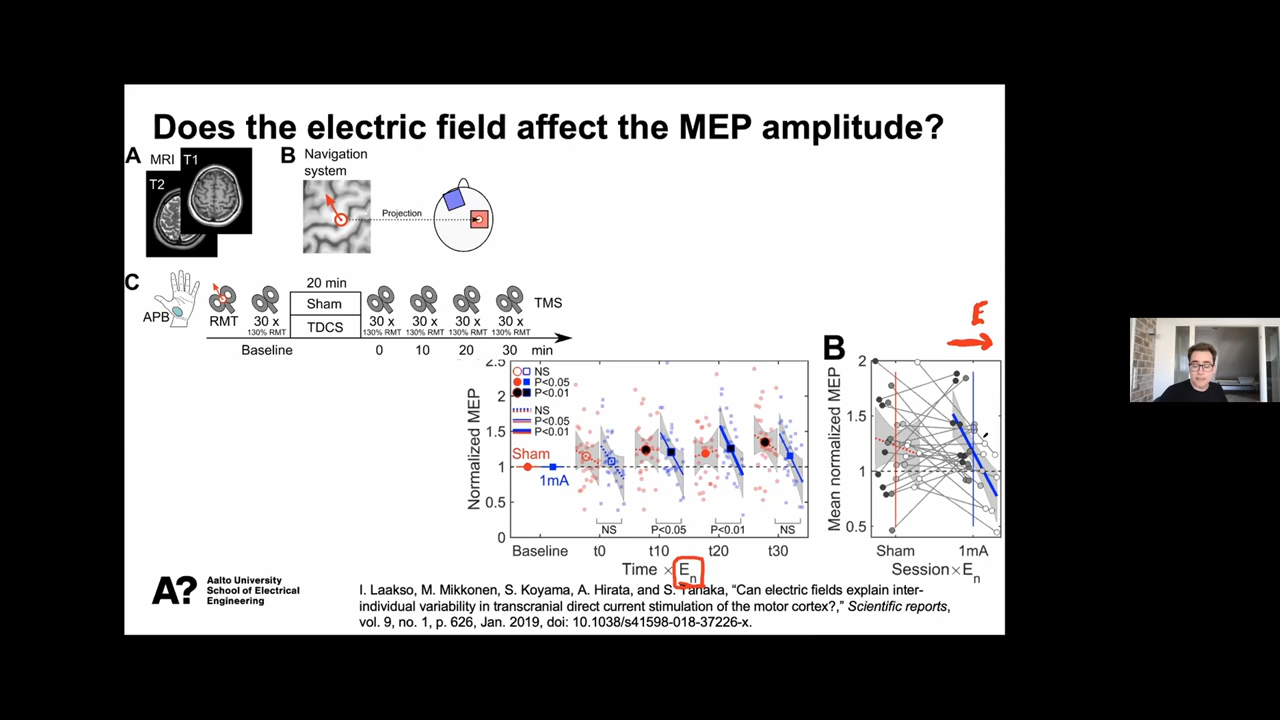 Does the electric field affect the MEP amplitude?
A
MRI
T1
T2
B
Navigation
system
Projection
C
APB
RMT
30 x
130% RMT
20 min
Sham
TDCS
30 x
130% RMT
30 x
130% RMT
30 x
130% RMT
30 x
130% RMT
TMS
Baseline
0
10
20
30
min
Normalized MEP
2.5
2
1.5
1
0.5
0
NS
P<0.05
P<0.01
NS
P<0.05
P<0.01
Sham
1mA
NS
P<0.05
P<0.01
NS
Baseline
t0
t10
t20
t30
Time × En
E
B
Mean normalized MEP
2
1.5
1
0.5
Sham
1mA
Session×En
A?
Aalto University
School of Electrical
Engineering
I. Laakso, M. Mikkonen, S. Koyama, A. Hirata, and S. Tanaka, “Can electric fields explain inter-
individual variability in transcranial direct current stimulation of the motor cortex?,” Scientific reports,
vol. 9, no. 1, p. 626, Jan. 2019, doi: 10.1038/s41598-018-37226-x.